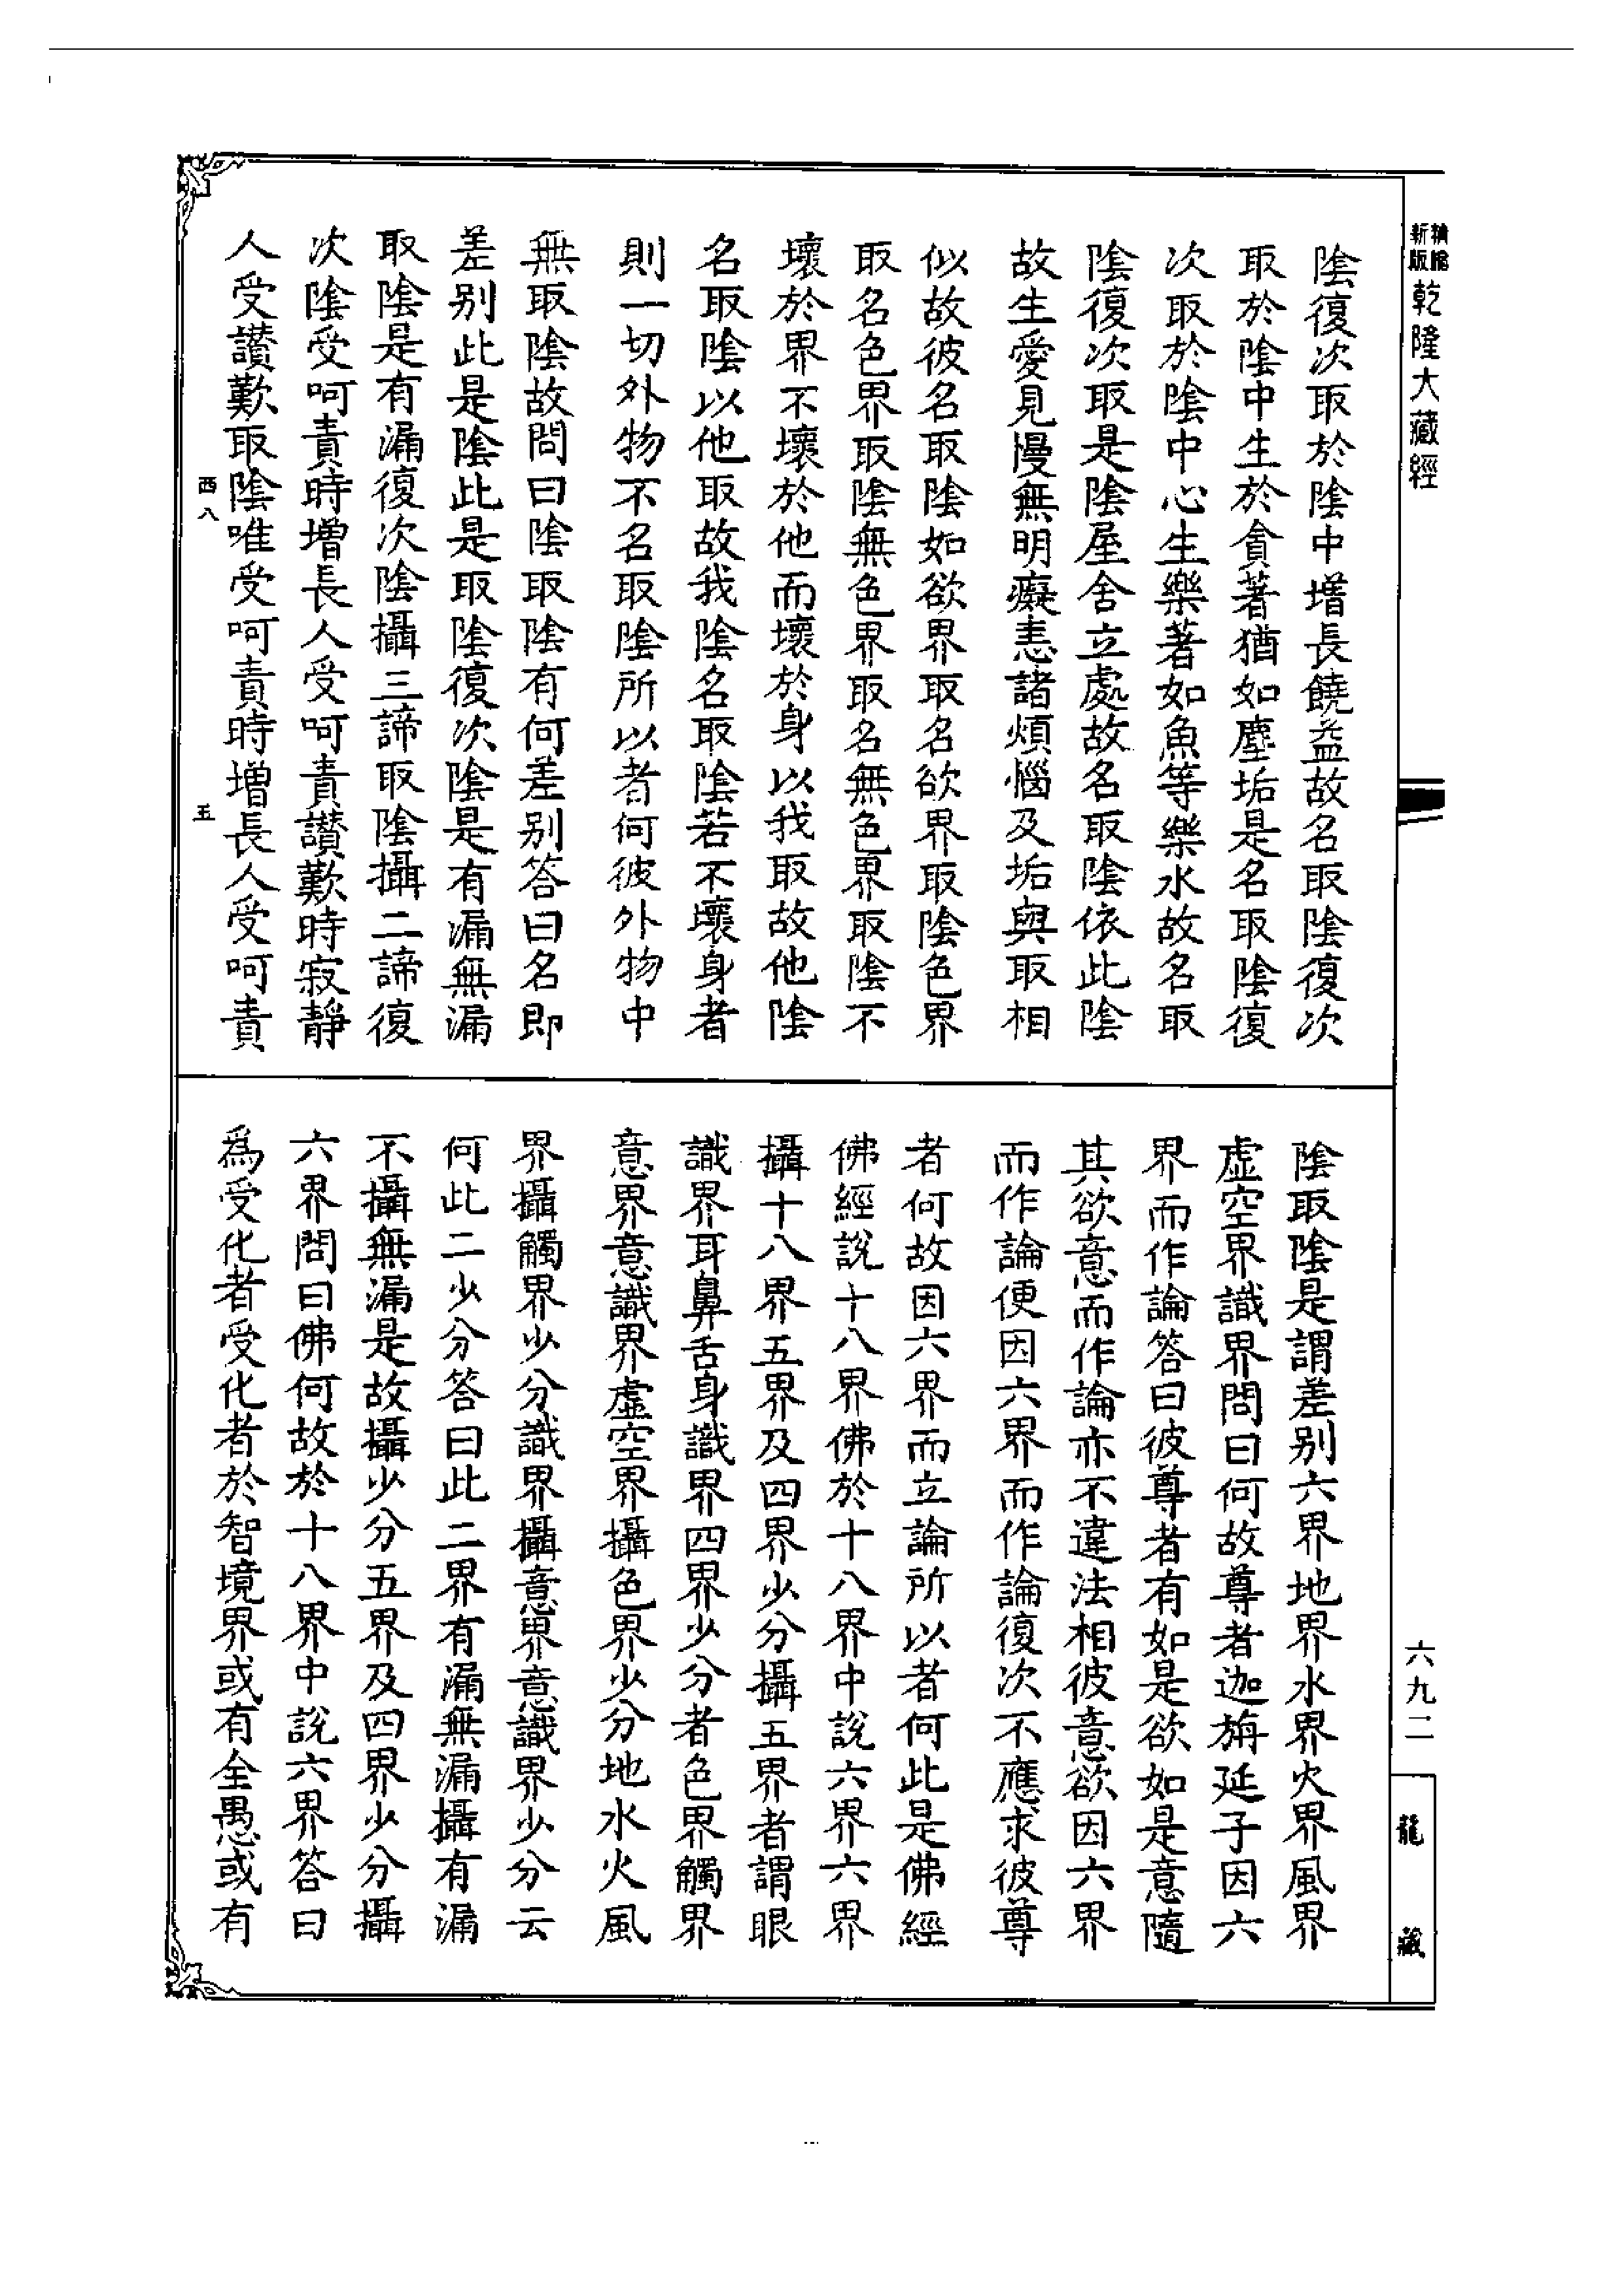 新版
乾隆大藏經
陰復次取於陰中增長饒益故名取陰復次
取於陰中生於貪著猶如塵垢是名取陰復
次取於陰中心生樂著如魚等樂水故名取
陰復次取是陰屋舍立處故名取陰依此陰
故生愛見慢無明癡恚諸煩惱及垢與取相
似故彼名取陰如欲界取名欲界取陰色界
取名色界取陰無色界取名無色界取陰不
壞於界不壞於他而壞於身以我取故他陰
名取陰以他取故我陰名取陰若不壞身者
則一切外物不名取陰所以者何彼外物中
無取陰故問曰陰取陰有何差别答曰名即
差别此是陰此是取陰復次陰是有漏無漏
取陰是有漏復次陰攝三諦取陰攝二諦復
次陰受呵責時增長人受呵責讃歎時寂靜
人受讃歎取陰唯受呵責時增長人受呵責
西八
五
陰取陰是謂差别六界地界水界火界風界
虚空界識界問曰何故尊者迦旃延子因六
界而作論答曰彼尊者有如是欲如是意隨
其欲意而作論亦不違法相彼意欲因六界
而作論便因六界而作論復次不應求彼尊
者何故因六界而立論所以者何此是佛經
佛經說十八界佛於十八界中說六界六界
攝十八界五界及四界少分攝五界者謂眼
識界耳鼻舌身識界四界少分者色界觸界
意界意識界虚空界攝色界少分地水火風
界攝觸界少分識界攝意界意識界少分云
何此二少分答曰此二界有漏無漏攝有漏
不攝無漏是故攝少分五界及四界少分攝
六界問曰佛何故於十八界中說六界答曰
爲受化者受化者於智境界或有全愚或有
六九二
龍藏